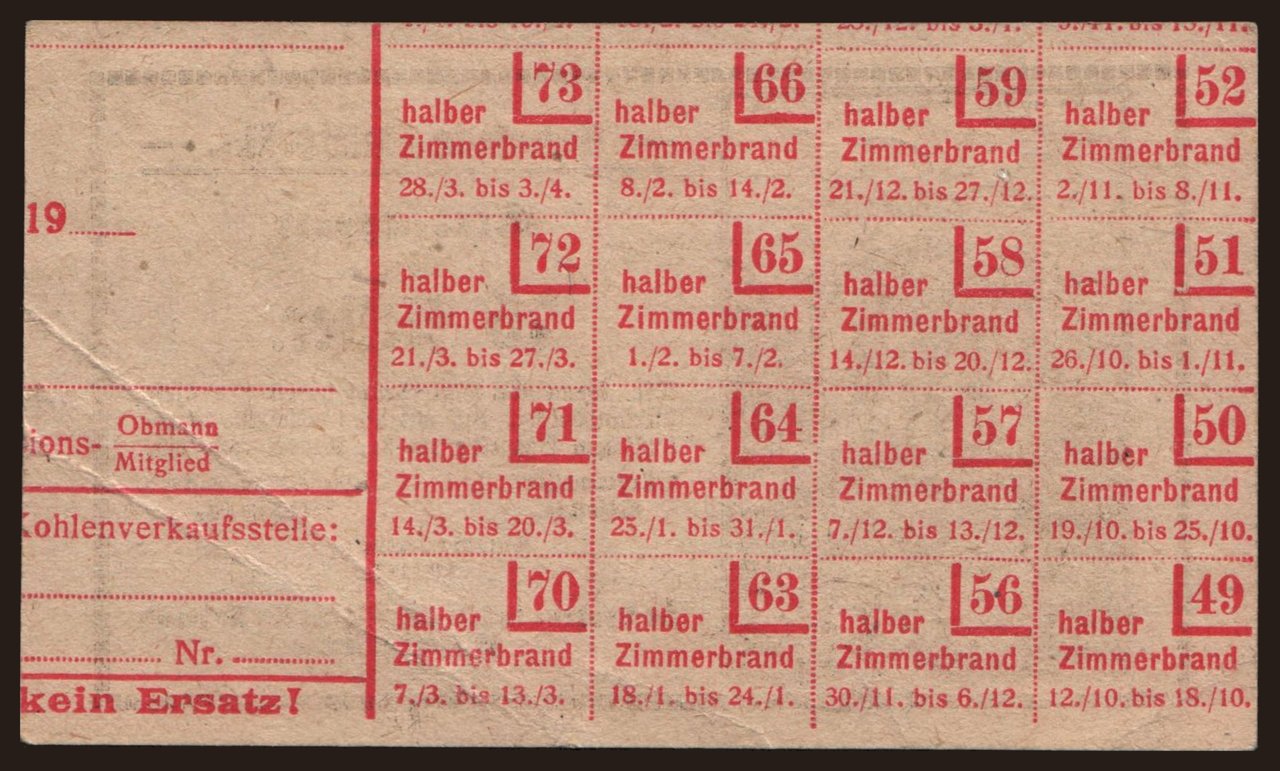 19
Obmann
Mitglied
Kohlenverkaufsstelle:
Nr.
kein Ersatz!
23./12. bis 3./1.
73
halber
Zimmerbrand
28./3. bis 3./4.
66
halber
Zimmerbrand
8./2. bis 14./2.
59
halber
Zimmerbrand
21./12. bis 27./12.
52
halber
Zimmerbrand
2./11. bis 8./11.
72
halber
Zimmerbrand
21./3. bis 27./3.
65
halber
Zimmerbrand
1./2. bis 7./2.
58
halber
Zimmerbrand
14./12. bis 20./12.
51
halber
Zimmerbrand
26./10. bis 1./11.
71
halber
Zimmerbrand
14./3. bis 20./3.
64
halber
Zimmerbrand
25./1. bis 31./1.
57
halber
Zimmerbrand
7./12. bis 13./12.
50
halber
Zimmerbrand
19./10. bis 25./10.
70
halber
Zimmerbrand
7./3. bis 13./3.
63
halber
Zimmerbrand
18./1. bis 24./1.
56
halber
Zimmerbrand
30./11. bis 6./12.
49
halber
Zimmerbrand
12./10. bis 18./10.